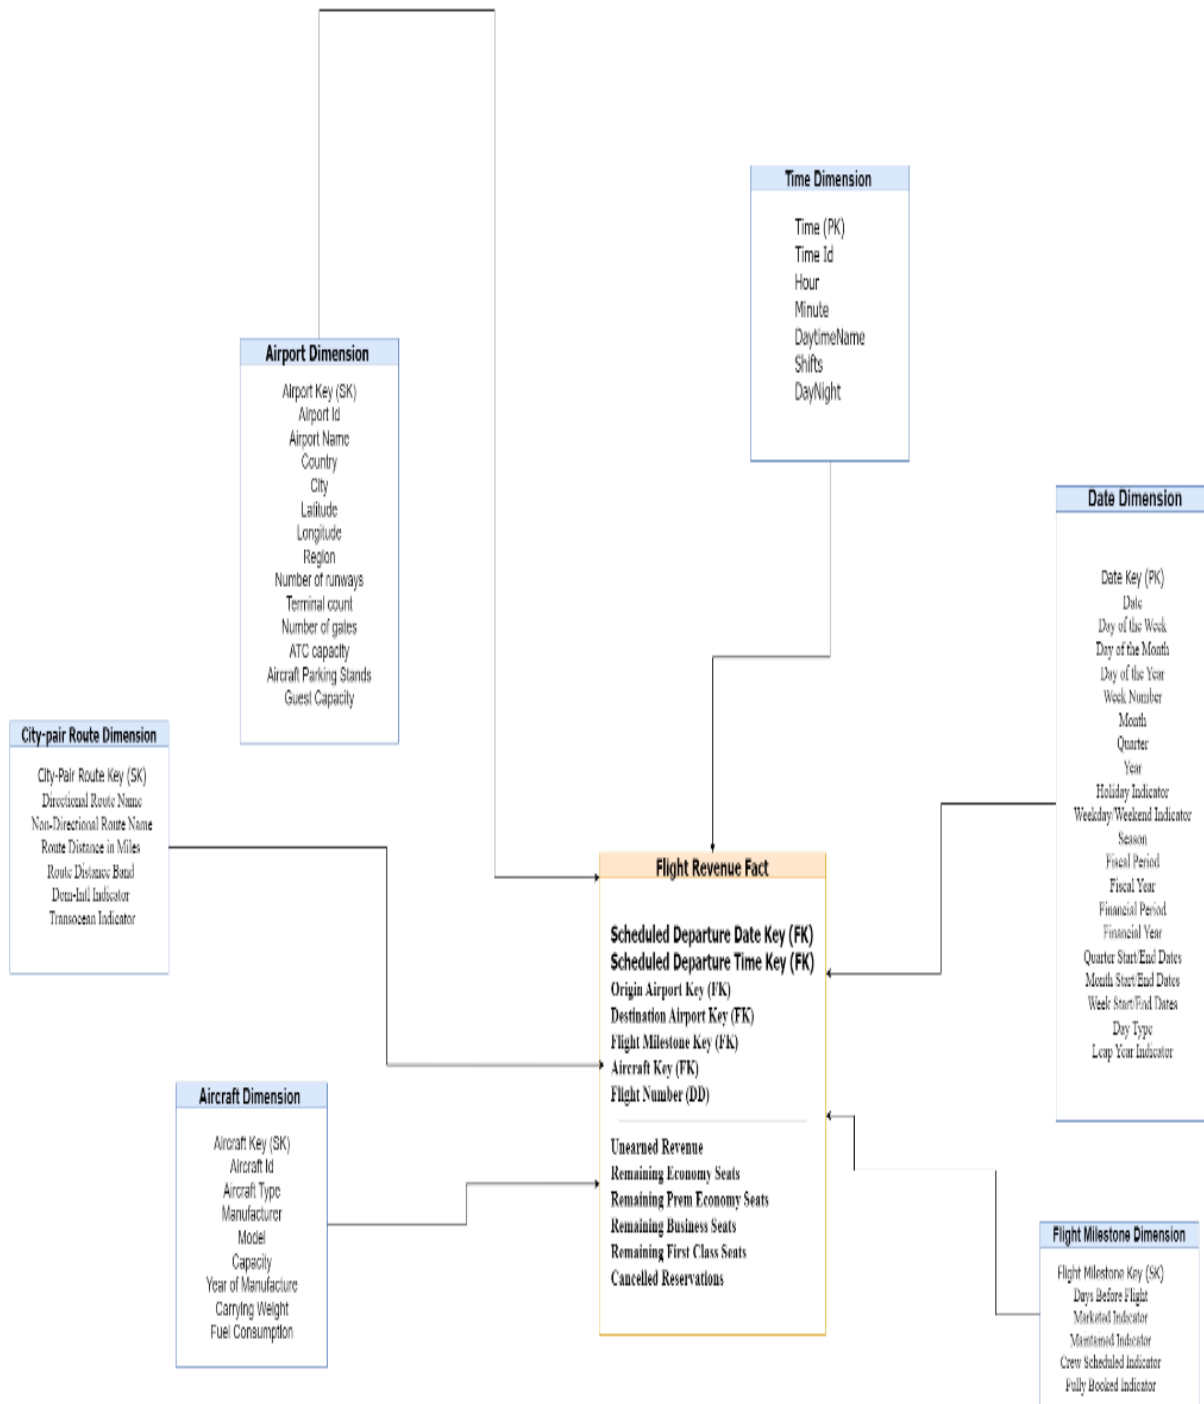 Time Dimension
Time (PK)
Time Id
Hour
Minute
DaytimeName
Shifts
DayNight
Airport Dimension
Airport Key (SK)
Airport Id
Airport Name
Country
City
Latitude
Longitude
Region
Number of runways
Terminal count
Number of gates
ATC capacity
Aircraft Parking Stands
Guest Capacity
Date Dimension
Date Key (PK)
Date
Day of the Week
Day of the Month
Day of the Year
Week Number
Month
Quarter
Year
Holiday Indicator
Weekday/Weekend Indicator
Season
Fiscal Period
Fiscal Year
Financial Period
Financial Year
Quarter Start/End Dates
Month Start/End Dates
Week Start/End Dates
Day Type
Leap Year Indicator
City-pair Route Dimension
City-Pair Route Key (SK)
Directional Route Name
Non-Directional Route Name
Route Distance in Miles
Route Distance Band
Dom-Intl Indicator
Transocean Indicator
Flight Revenue Fact
Scheduled Departure Date Key (FK)
Scheduled Departure Time Key (FK)
Origin Airport Key (FK)
Destination Airport Key (FK)
Flight Milestone Key (FK)
Aircraft Key (FK)
Flight Number (DD)
Unearned Revenue
Remaining Economy Seats
Remaining Prem Economy Seats
Remaining Business Seats
Remaining First Class Seats
Cancelled Reservations
Aircraft Dimension
Aircraft Key (SK)
Aircraft Id
Aircraft Type
Manufacturer
Model
Capacity
Year of Manufacture
Carrying Weight
Fuel Consumption
Flight Milestone Dimension
Flight Milestone Key (SK)
Days Before Flight
Marketed Indicator
Maintained Indicator
Crew Scheduled Indicator
Fully Booked Indicator